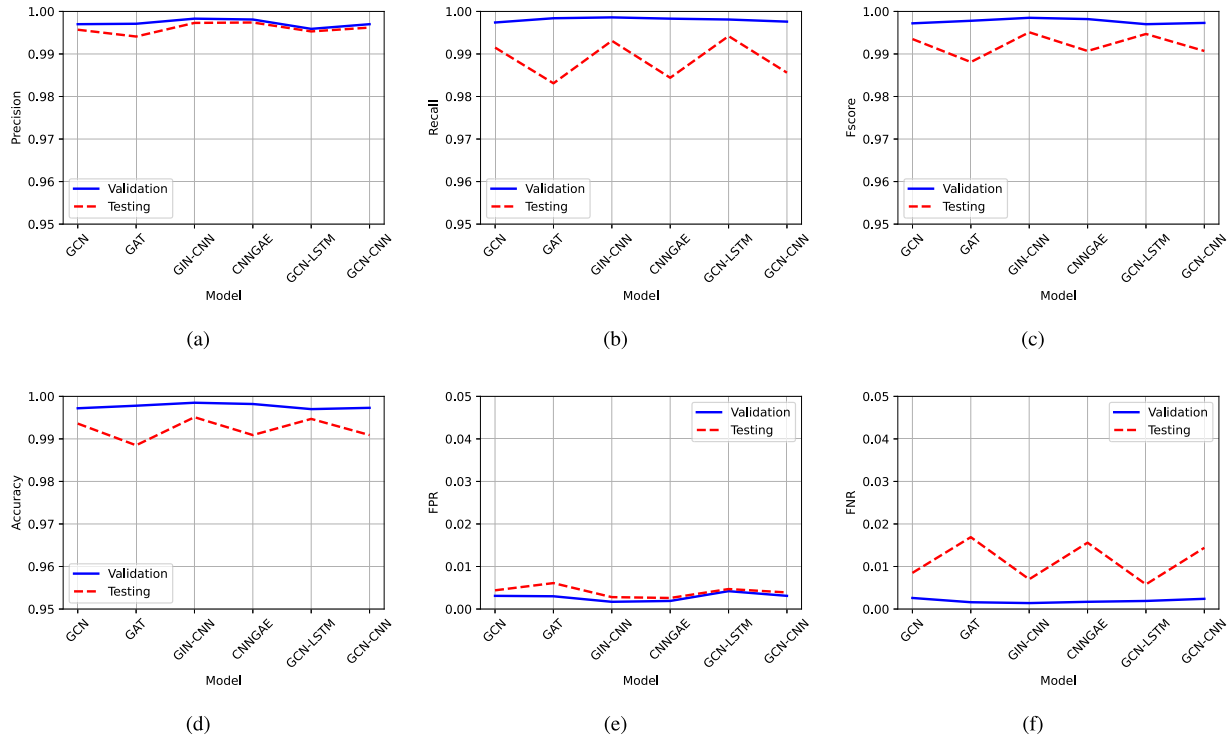 1.00
0.99
0.98
0.97
0.96
0.95
Precision
Validation
Testing
GCN
GAT
GIN-CNN
CNNGAE
GCN-LSTM
GCN-CNN
Model
(a)
1.00
0.99
0.98
0.97
0.96
0.95
Recall
Validation
Testing
GCN
GAT
GIN-CNN
CNNGAE
GCN-LSTM
GCN-CNN
Model
(b)
1.00
0.99
0.98
0.97
0.96
0.95
Fscore
Validation
Testing
GCN
GAT
GIN-CNN
CNNGAE
GCN-LSTM
GCN-CNN
Model
(c)
1.00
0.99
0.98
0.97
0.96
0.95
Accuracy
Validation
Testing
GCN
GAT
GIN-CNN
CNNGAE
GCN-LSTM
GCN-CNN
Model
(d)
0.05
0.04
0.03
0.02
0.01
0.00
FPR
Validation
Testing
GCN
GAT
GIN-CNN
CNNGAE
GCN-LSTM
GCN-CNN
Model
(e)
0.05
0.04
0.03
0.02
0.01
0.00
FNR
Validation
Testing
GCN
GAT
GIN-CNN
CNNGAE
GCN-LSTM
GCN-CNN
Model
(f)